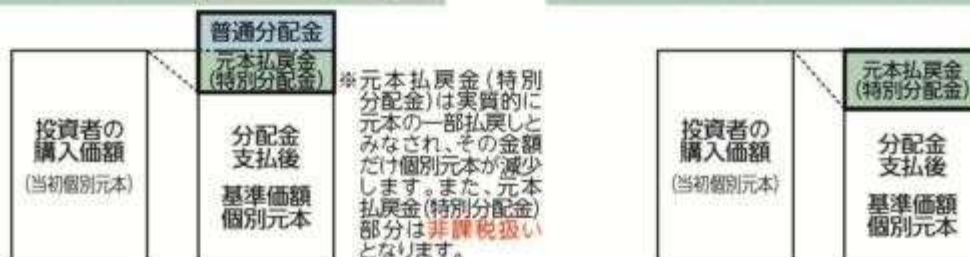 普通分配金
元本払戻金
(特別分配金)
投資者の
購入価額
(当初個別元本)
分配金
支払後
基準価額
個別元本
※元本払戻金(特別
分配金)は実質的に
元本の一部払戻しと
みなされ、その金額
だけ個別元本が減少
します。また、元本
払戻金(特別分配金)
部分は非課税扱い
となります。
投資者の
購入価額
(当初個別元本)
元本払戻金
(特別分配金)
分配金
支払後
基準価額
個別元本